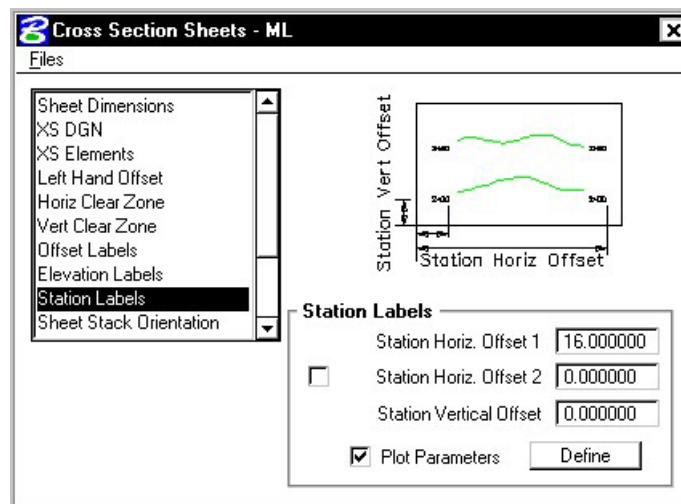 Cross Section Sheets - ML
Files
Sheet Dimensions
XS DGN
XS Elements
Left Hand Offset
Horiz Clear Zone
Vert Clear Zone
Offset Labels
Elevation Labels
Station Labels
Sheet Stack Orientation
Station Vert Offset
Station Horiz Offset
Station Labels
Station Horiz. Offset 1 16.000000
Station Horiz. Offset 2 0.000000
Station Vertical Offset 0.000000
Plot Parameters Define